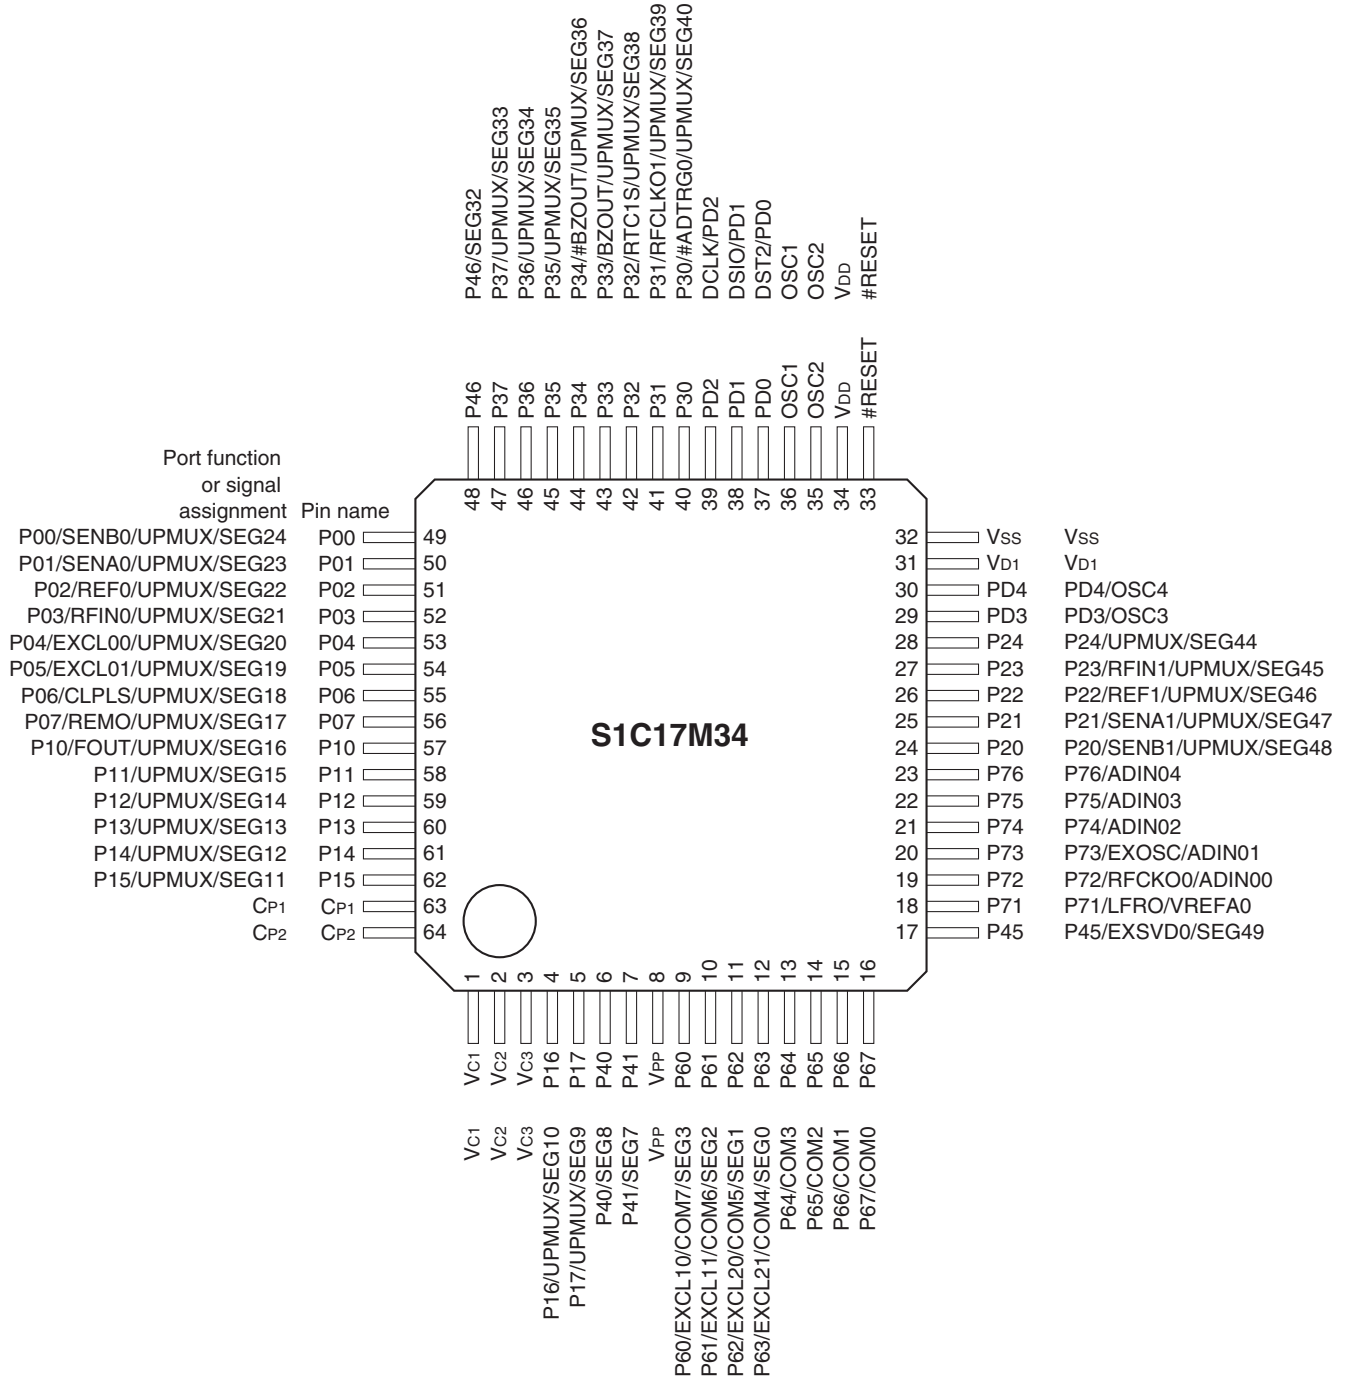 P46/SEG32
P37/UPMUX/SEG33
P36/UPMUX/SEG34
P35/UPMUX/SEG35
P34/#BZOUT/UPMUX/SEG36
P33/BZOUT/UPMUX/SEG37
P32/RTC1S/UPMUX/SEG38
P31/RFCLKO1/UPMUX/SEG39
P30/#ADTRG0/UPMUX/SEG40
DCLK/PD2
DSIO/PD1
DST2/PD0
OSC1
OSC2
VDD
#RESET
P46
P37
P36
P35
P34
P33
P32
P31
P30
PD2
PD1
PD0
OSC1
OSC2
VDD
#RESET
48
47
46
45
44
43
42
41
40
39
38
37
36
35
34
33
Port function
or signal
assignment Pin name
P00/SENB0/UPMUX/SEG24 P00 49
P01/SENA0/UPMUX/SEG23 P01 50
P02/REF0/UPMUX/SEG22 P02 51
P03/RFIN0/UPMUX/SEG21 P03 52
P04/EXCL00/UPMUX/SEG20 P04 53
P05/EXCL01/UPMUX/SEG19 P05 54
P06/CLPLS/UPMUX/SEG18 P06 55
P07/REMO/UPMUX/SEG17 P07 56
P10/FOUT/UPMUX/SEG16 P10 57
P11/UPMUX/SEG15 P11 58
P12/UPMUX/SEG14 P12 59
P13/UPMUX/SEG13 P13 60
P14/UPMUX/SEG12 P14 61
P15/UPMUX/SEG11 P15 62
CP1 CP1 63
CP2 CP2 64
S1C17M34
32 VSS VSS
31 VD1 VD1
30 PD4 PD4/OSC4
29 PD3 PD3/OSC3
28 P24 P24/UPMUX/SEG44
27 P23 P23/RFIN1/UPMUX/SEG45
26 P22 P22/REF1/UPMUX/SEG46
25 P21 P21/SENA1/UPMUX/SEG47
24 P20 P20/SENB1/UPMUX/SEG48
23 P76 P76/ADIN04
22 P75 P75/ADIN03
21 P74 P74/ADIN02
20 P73 P73/EXOSC/ADIN01
19 P72 P72/RFCKO0/ADIN00
18 P71 P71/LFRO/VREFA0
17 P45 P45/EXSVD0/SEG49
1
2
3
4
5
6
7
8
9
10
11
12
13
14
15
16
VC1
VC2
VC3
P16
P17
P40
P41
VPP
P60
P61
P62
P63
P64
P65
P66
P67
VC1
VC2
VC3
P16/UPMUX/SEG10
P17/UPMUX/SEG9
P40/SEG8
P41/SEG7
VPP
P60/EXCL10/COM7/SEG3
P61/EXCL11/COM6/SEG2
P62/EXCL20/COM5/SEG1
P63/EXCL21/COM4/SEG0
P64/COM3
P65/COM2
P66/COM1
P67/COM0